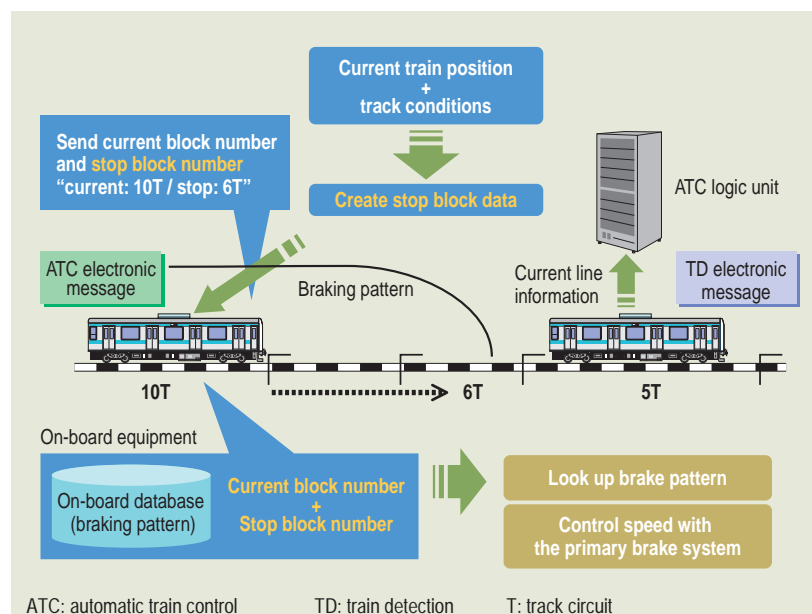 Current train position
+
track conditions
Send current block number
and stop block number
“current: 10T / stop: 6T”
Create stop block data
ATC logic unit
ATC electronic
message
Braking pattern
Current line
information
TD electronic
message
10T
6T
5T
On-board equipment
On-board database
(braking pattern)
Current block number
+
Stop block number
Look up brake pattern
Control speed with
the primary brake system
ATC: automatic train control
TD: train detection
T: track circuit